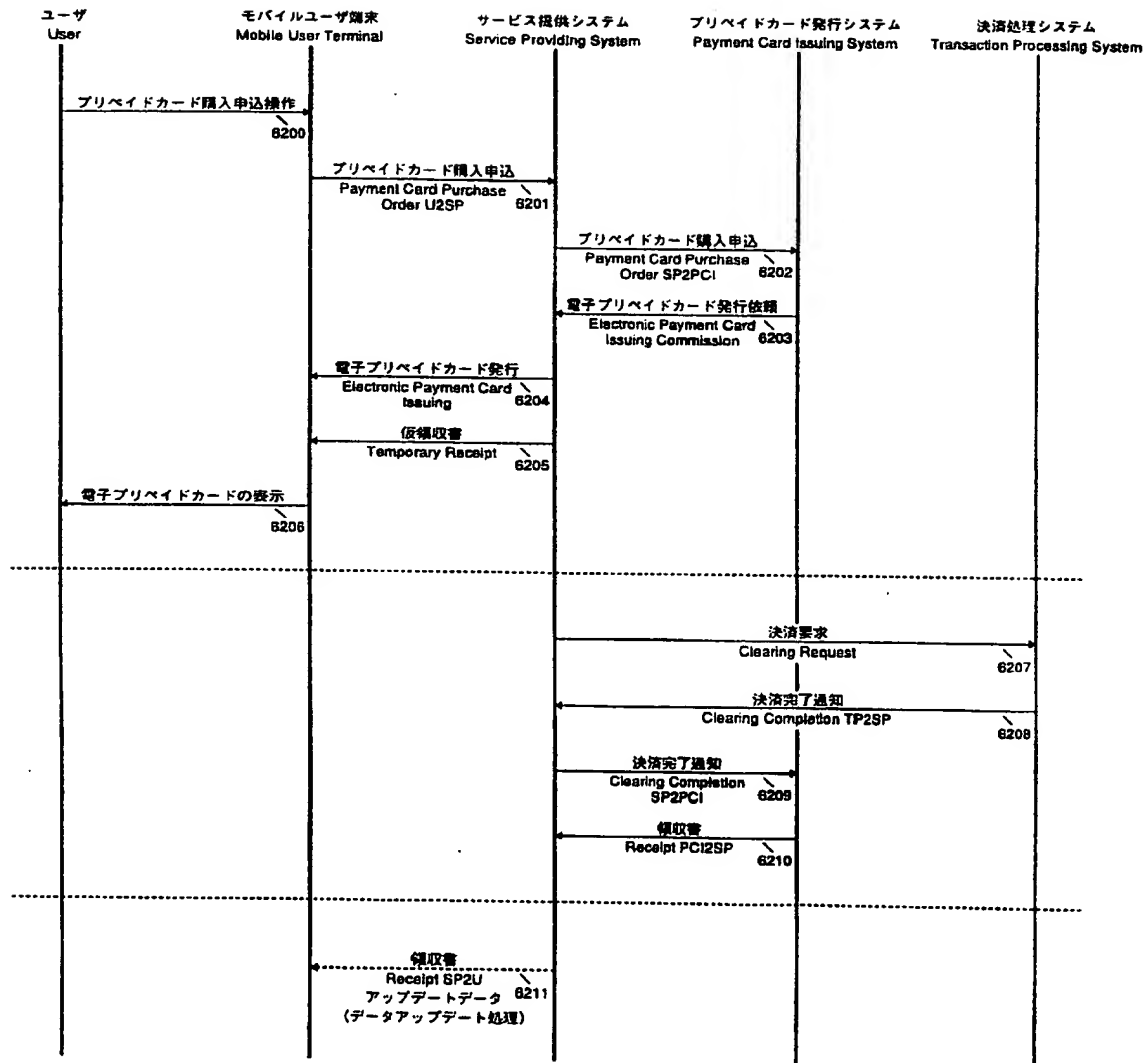 ユーザ
User
モバイルユーザ端末
Mobile User Terminal
サービス提供システム
Service Providing System
プリペイドカード発行システム
Payment Card Issuing System
決済処理システム
Transaction Processing System
プリペイドカード購入申込操作
6200
プリペイドカード購入申込
Payment Card Purchase
Order U2SP
6201
プリペイドカード購入申込
Payment Card Purchase
Order SP2PCI
6202
電子プリペイドカード発行依頼
Electronic Payment Card
Issuing Commission
6203
電子プリペイドカード発行
Electronic Payment Card
Issuing
6204
仮領収書
Temporary Receipt
6205
電子プリペイドカードの表示
6206
決済要求
Clearing Request
6207
決済完了通知
Clearing Completion TP2SP
6208
決済完了通知
Clearing Completion
SP2PCI
6209
領収書
Receipt PCI2SP
6210
領収書
Receipt SP2U
6211
アップデートデータ
(データアップデート処理)